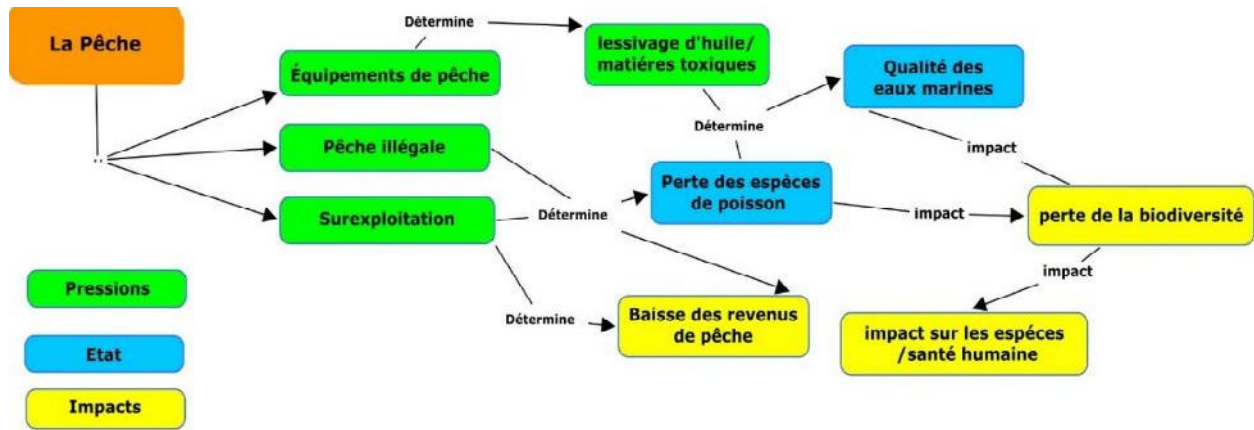 La Pêche
Détermine
lessivage d'huile/
matiéres toxiques
Équipements de pêche
Qualité des
eaux marines
Détermine
Pêche illégale
impact
Perte des espèces
de poisson
Surexploitation
Détermine
impact
perte de la biodiversité
impact
Pressions
Détermine
Baisse des revenus
de pêche
impact sur les espéces
/santé humaine
Etat
Impacts